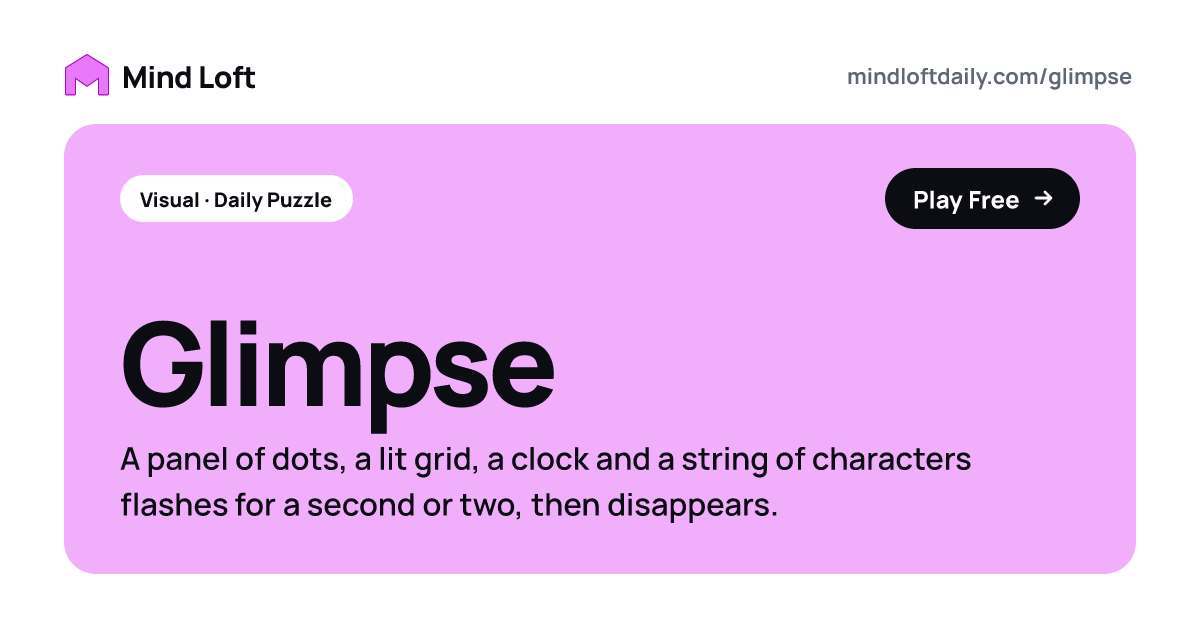 Mind Loft
mindloftdaily.com/glimpse
Visual · Daily Puzzle
Play Free →
Glimpse
A panel of dots, a lit grid, a clock and a string of characters
flashes for a second or two, then disappears.